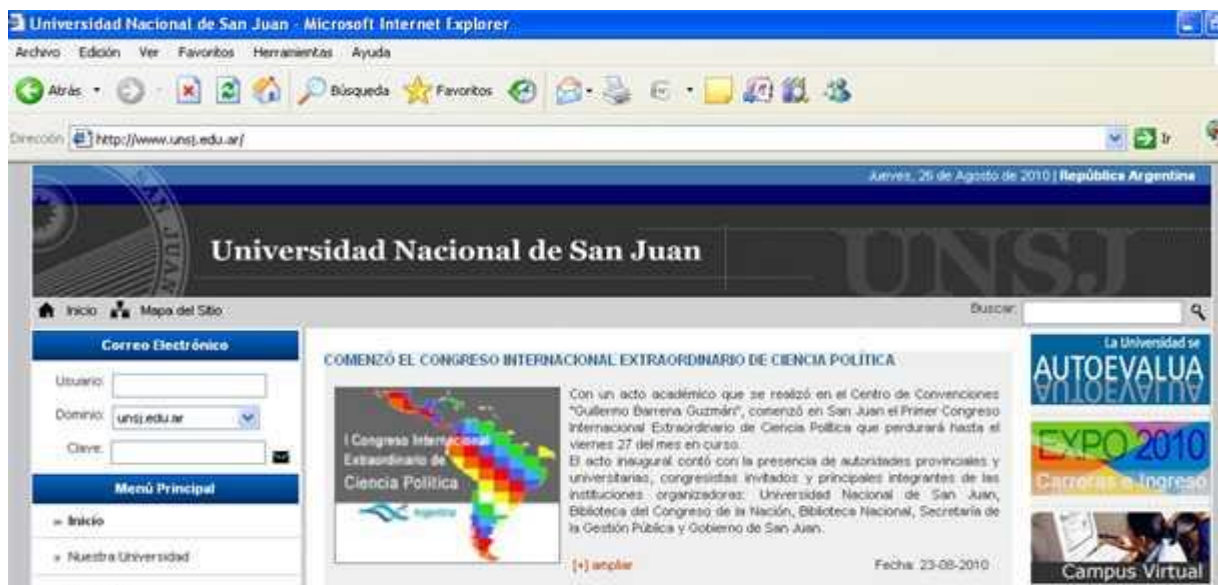 Universidad Nacional de San Juan - Microsoft Internet Explorer
Archivo Edición Ver Favoritos Herramientas Ayuda
Atrás Búsqueda Favoritos
Dirección http://www.unsj.edu.ar/ Ir
Jueves, 26 de Agosto de 2010 | República Argentina
SAN JUAN
Universidad Nacional de San Juan
UNSJ
Inicio Mapa del Sitio Buscar:
Correo Electrónico
Usuario:
Dominio: unsj.edu.ar
Clave:
Menú Principal
» Inicio
» Nuestra Universidad
COMENZÓ EL CONGRESO INTERNACIONAL EXTRAORDINARIO DE CIENCIA POLÍTICA
I Congreso Internacional
Extraordinario de
Ciencia Política
Argentina
Con un acto académico que se realizó en el Centro de Convenciones
"Guillermo Barrena Guzmán", comenzó en San Juan el Primer Congreso
Internacional Extraordinario de Ciencia Política que perdurará hasta el
viernes 27 del mes en curso.
El acto inaugural contó con la presencia de autoridades provinciales y
universitarias, congresistas invitados y principales integrantes de las
instituciones organizadoras: Universidad Nacional de San Juan,
Biblioteca del Congreso de la Nación, Biblioteca Nacional, Secretaría de
la Gestión Pública y Gobierno de San Juan.
[+] ampliar Fecha: 23-08-2010
La Universidad se
AUTOEVALUA
EXPO 2010
Carreras e Ingreso
Campus Virtual